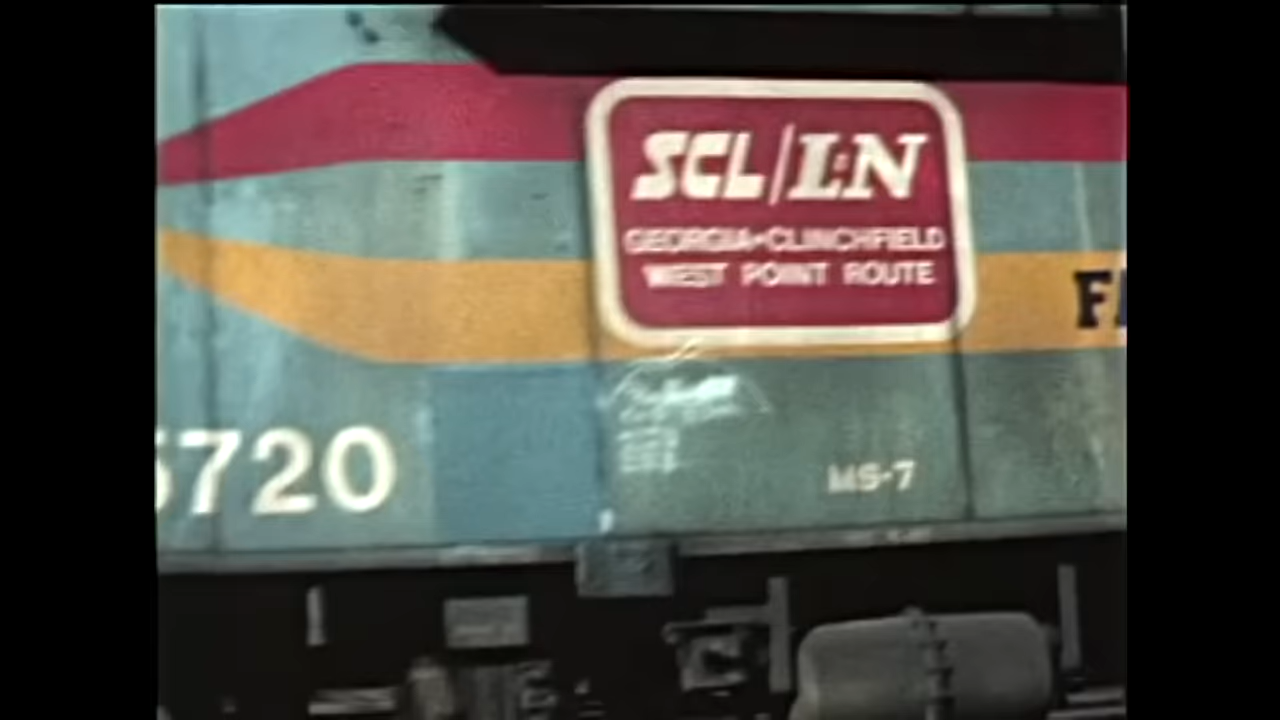 SCL/L&N
GEORGIA•CLINCHFIELD
WEST POINT ROUTE
5720
MS-7